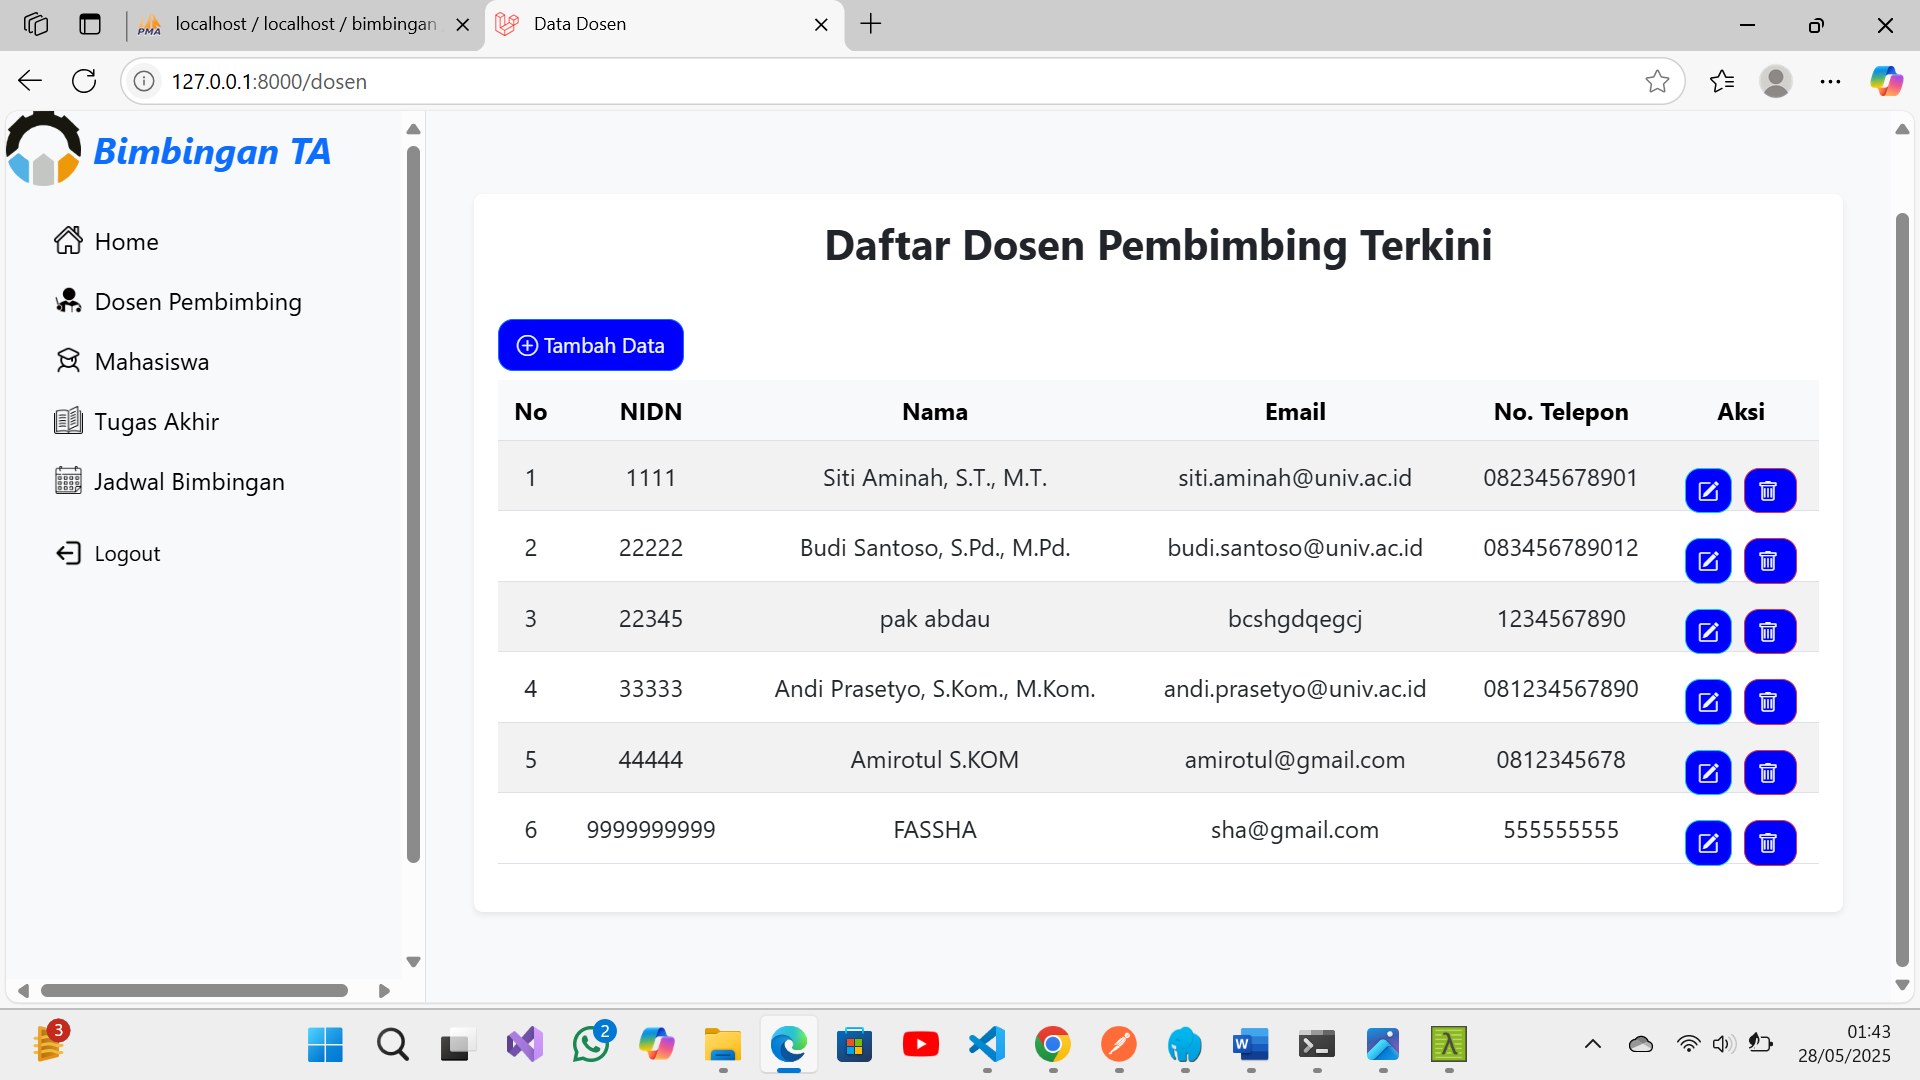 localhost / localhost / bimbingan
Data Dosen
127.0.0.1:8000/dosen
Bimbingan TA
Home
Dosen Pembimbing
Mahasiswa
Tugas Akhir
Jadwal Bimbingan
Logout
Daftar Dosen Pembimbing Terkini
Tambah Data
No NIDN Nama Email No. Telepon Aksi
1 1111 Siti Aminah, S.T., M.T. siti.aminah@univ.ac.id 082345678901
2 22222 Budi Santoso, S.Pd., M.Pd. budi.santoso@univ.ac.id 083456789012
3 22345 pak abdau bcshgdqegcj 1234567890
4 33333 Andi Prasetyo, S.Kom., M.Kom. andi.prasetyo@univ.ac.id 081234567890
5 44444 Amirotul S.KOM amirotul@gmail.com 0812345678
6 9999999999 FASSHA sha@gmail.com 555555555
3
2
01:43
28/05/2025